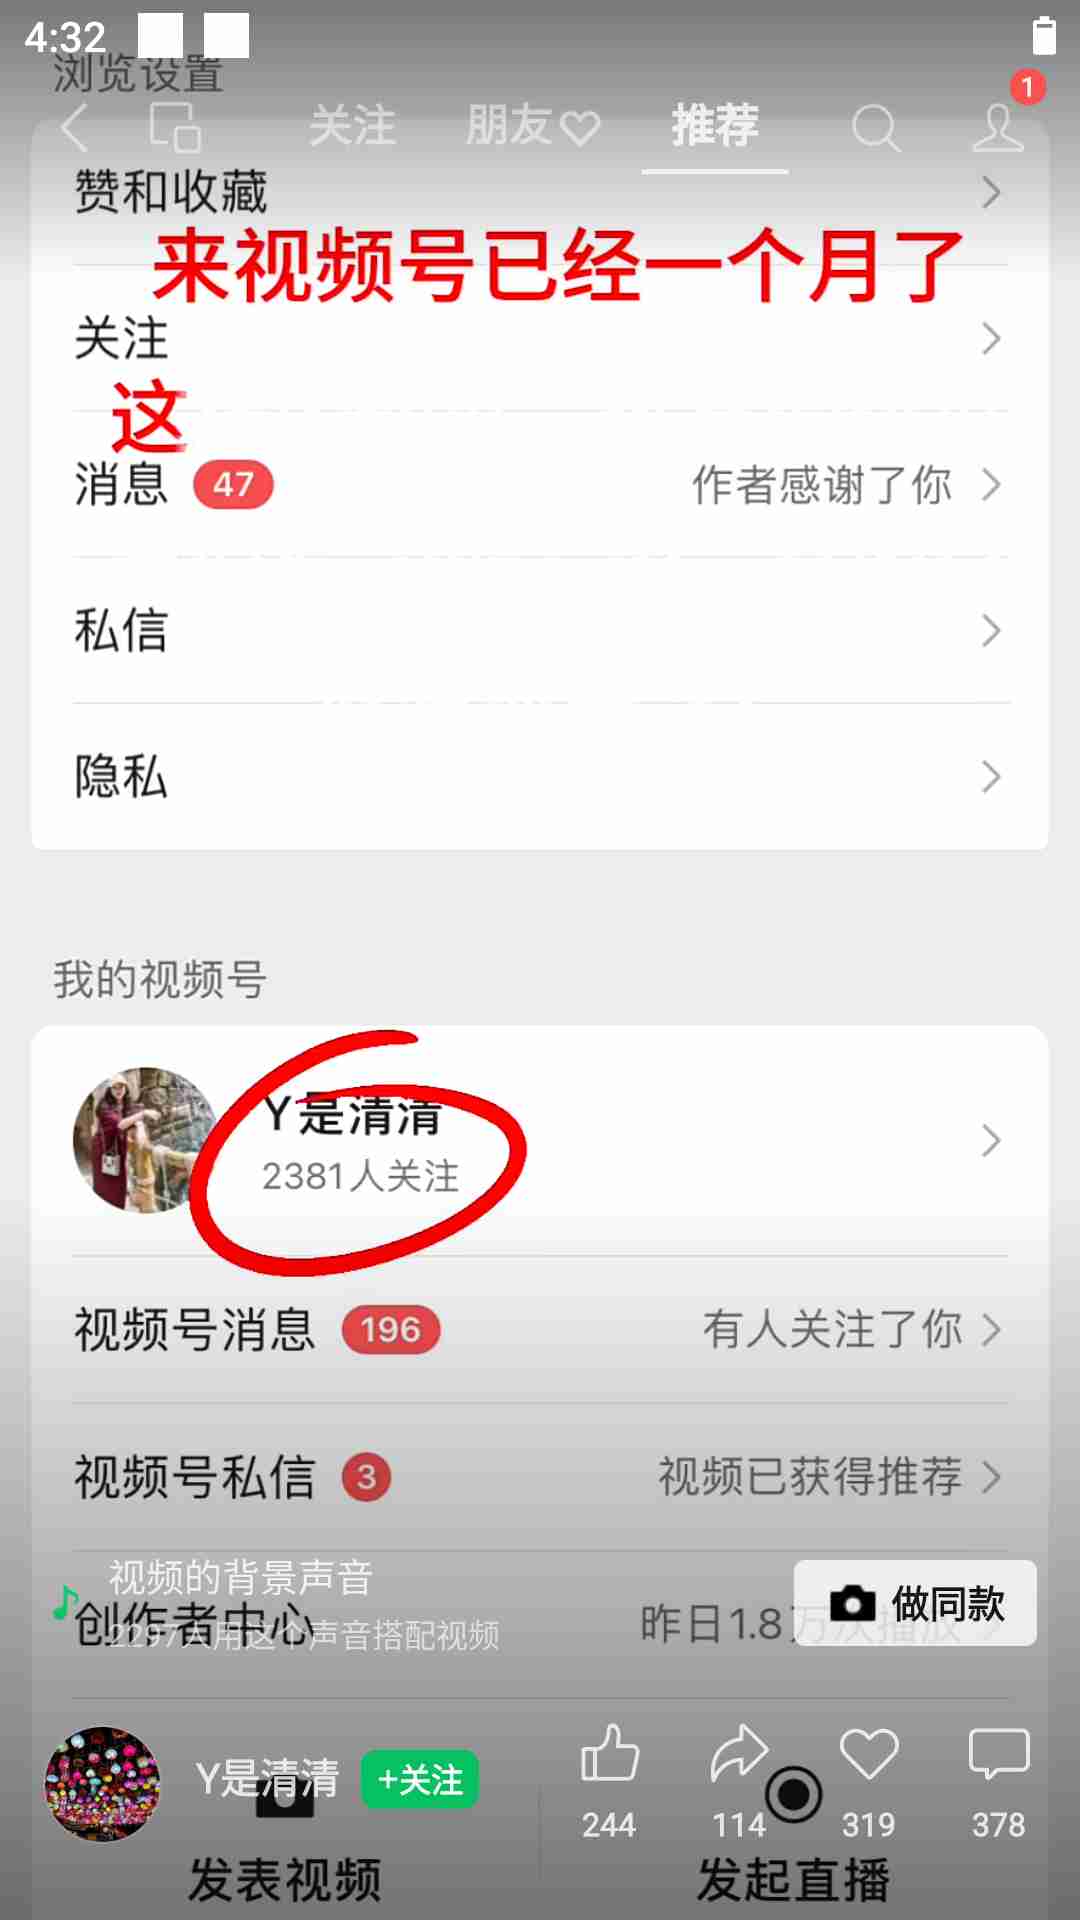 4:32
浏览设置
1
关注 朋友 推荐
赞和收藏
来视频号已经一个月了
关注
这
消息 47 作者感谢了你
私信
隐私
我的视频号
Y是清清
2381人关注
视频号消息 196 有人关注了你
视频号私信 3 视频已获得推荐
视频的背景声音
做同款
创作者中心 昨日1.8万次播放
2297人用这个声音搭配视频
Y是清清 +关注
244 114 319 378
发表视频 发起直播